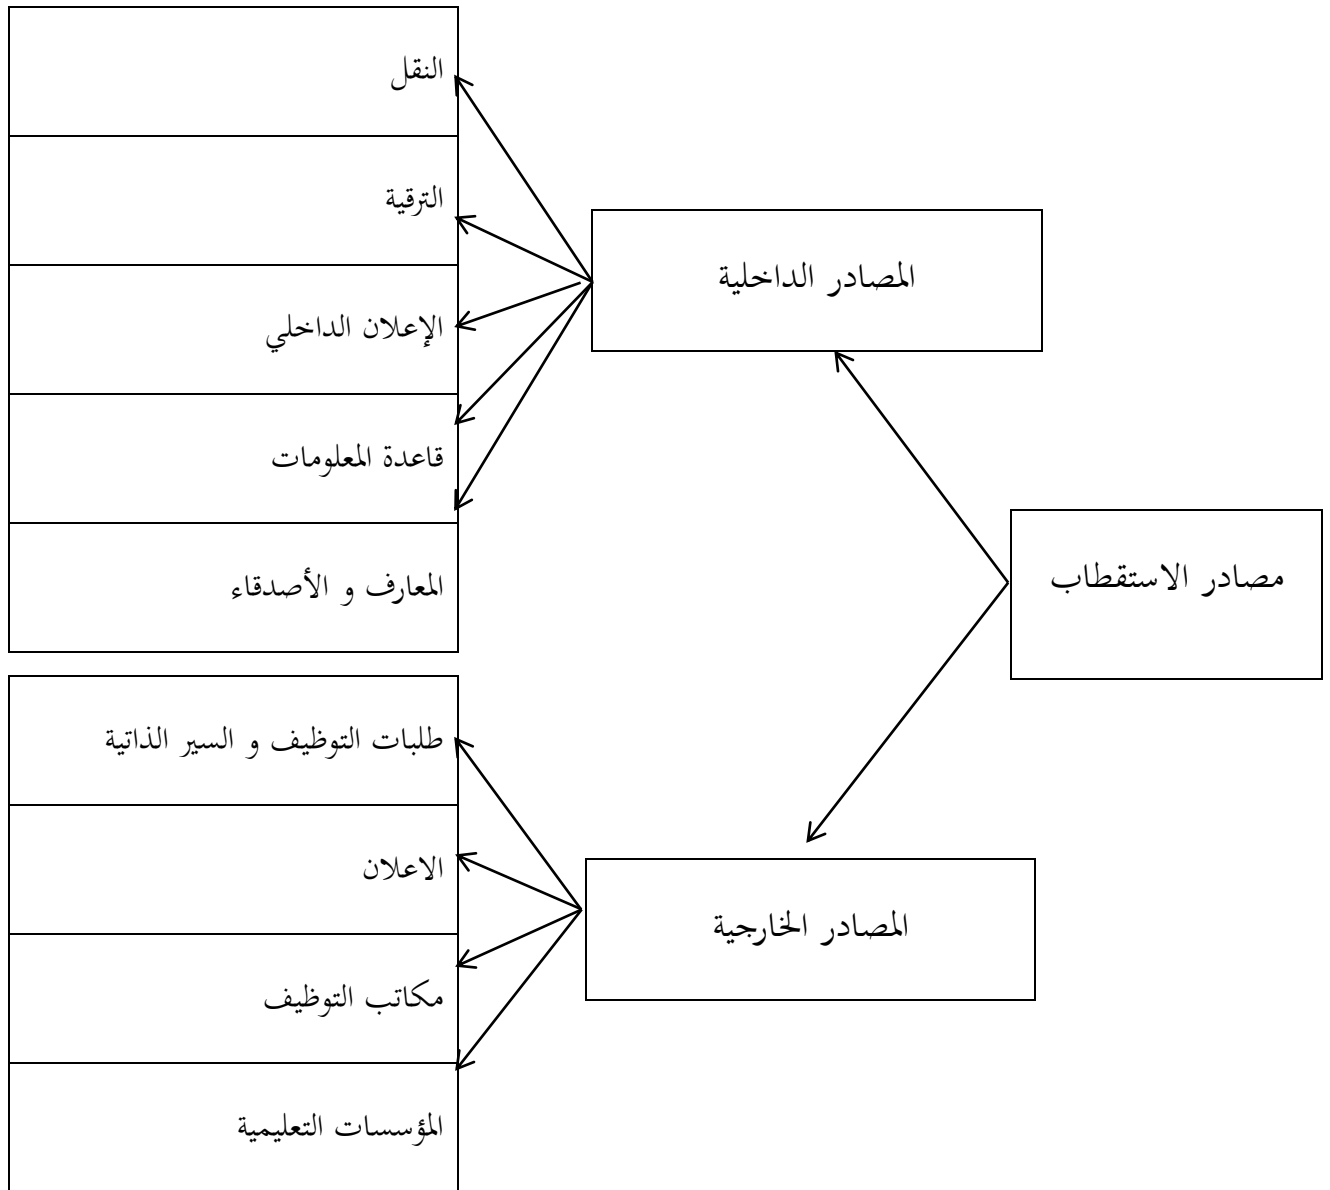 مصادر الاستقطاب
المصادر الداخلية
النقل
الترقية
الإعلان الداخلي
قاعدة المعلومات
المعارف و الأصدقاء
المصادر الخارجية
طلبات التوظيف و السير الذاتية
الاعلان
مكاتب التوظيف
المؤسسات التعليمية